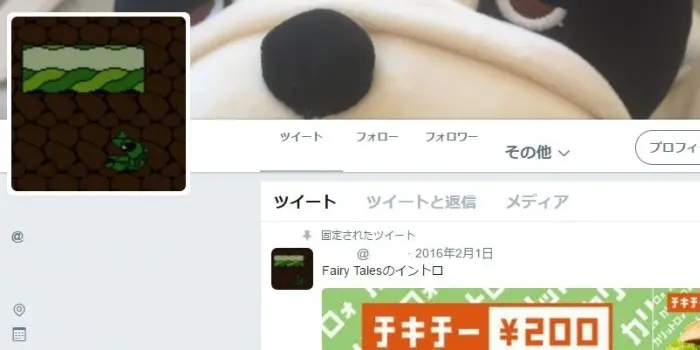 ツイート フォロー フォロワー その他 プロフィ
ツイート ツイートと返信 メディア
@
固定されたツイート
@ ・2016年2月1日
Fairy Talesのイントロ
チキチー ¥200